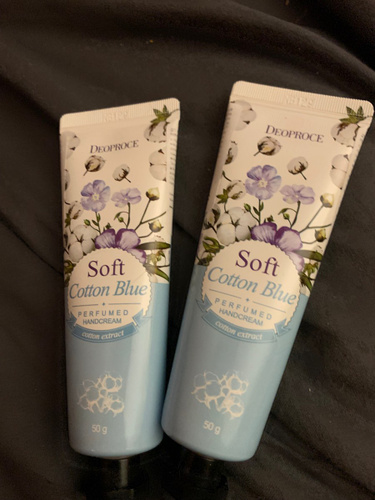 DEOPROCE
Soft
Cotton Blue
PERFUMED
HANDCREAM
cotton extract
50 g
DEOPROCE
Soft
Cotton Blue
PERFUMED
HANDCREAM
cotton extract
50 g